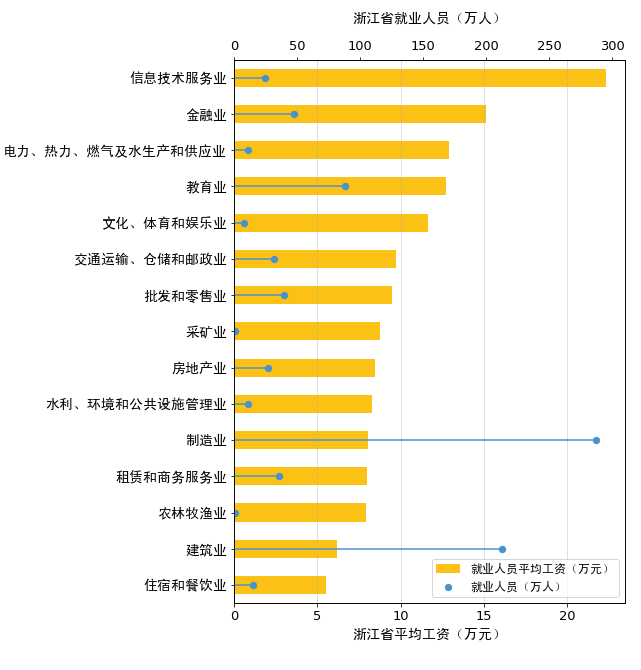 浙江省就业人员（万人）
0 50 100 150 200 250 300
信息技术服务业
金融业
电力、热力、燃气及水生产和供应业
教育业
文化、体育和娱乐业
交通运输、仓储和邮政业
批发和零售业
采矿业
房地产业
水利、环境和公共设施管理业
制造业
租赁和商务服务业
农林牧渔业
建筑业
住宿和餐饮业
就业人员平均工资（万元）
就业人员（万人）
0 5 10 15 20
浙江省平均工资（万元）